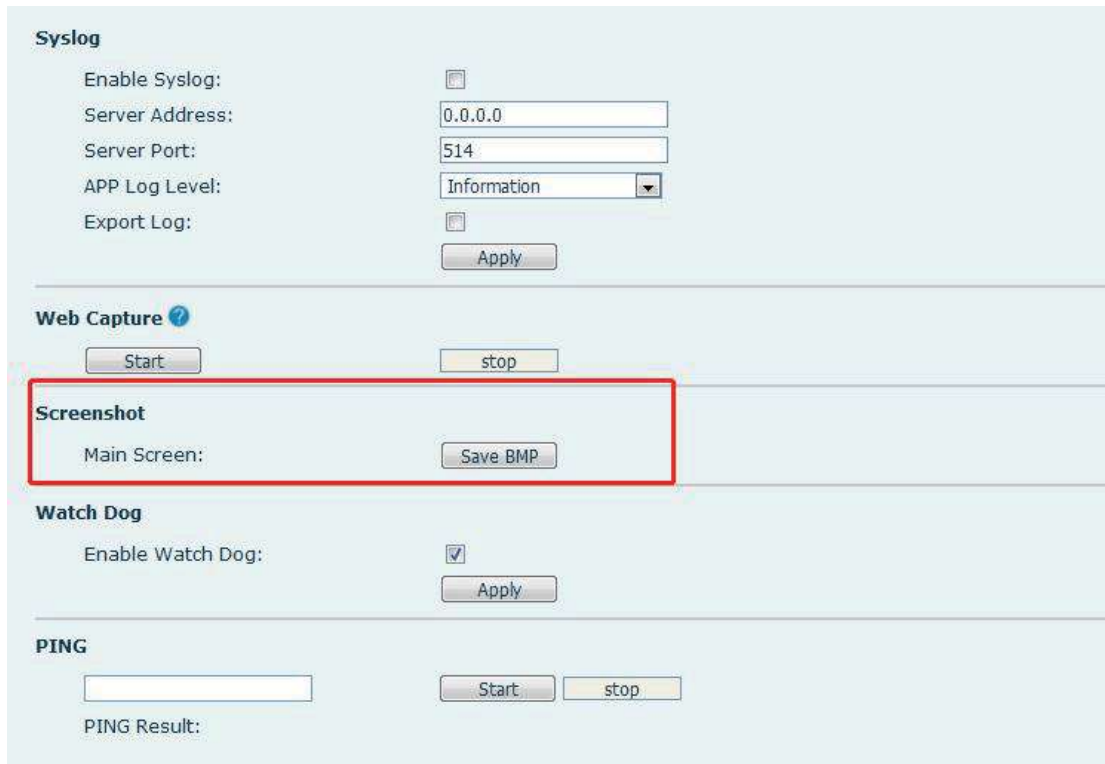 Syslog
Enable Syslog:
Server Address: 0.0.0.0
Server Port: 514
APP Log Level: Information
Export Log:
Apply
Web Capture ?
Start stop
Screenshot
Main Screen: Save BMP
Watch Dog
Enable Watch Dog:
Apply
PING
Start stop
PING Result: